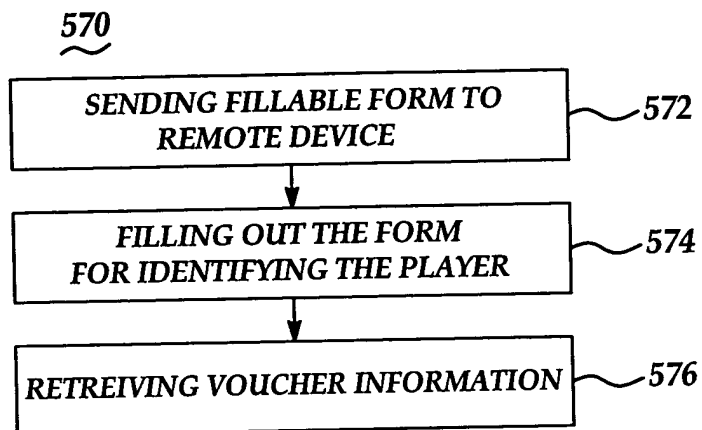 570
SENDING FILLABLE FORM TO
REMOTE DEVICE
572
FILLING OUT THE FORM
FOR IDENTIFYING THE PLAYER
574
RETREIVING VOUCHER INFORMATION
576